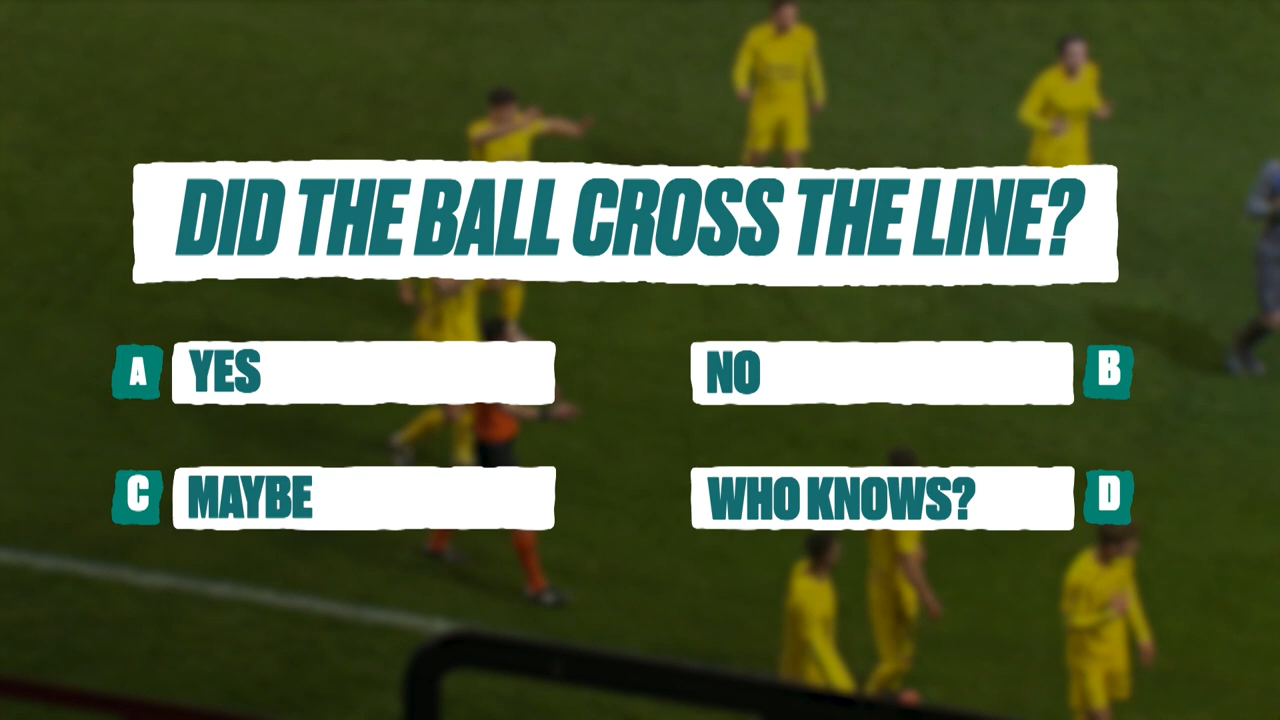 DID THE BALL CROSS THE LINE?
A YES
NO B
C MAYBE
WHO KNOWS? D